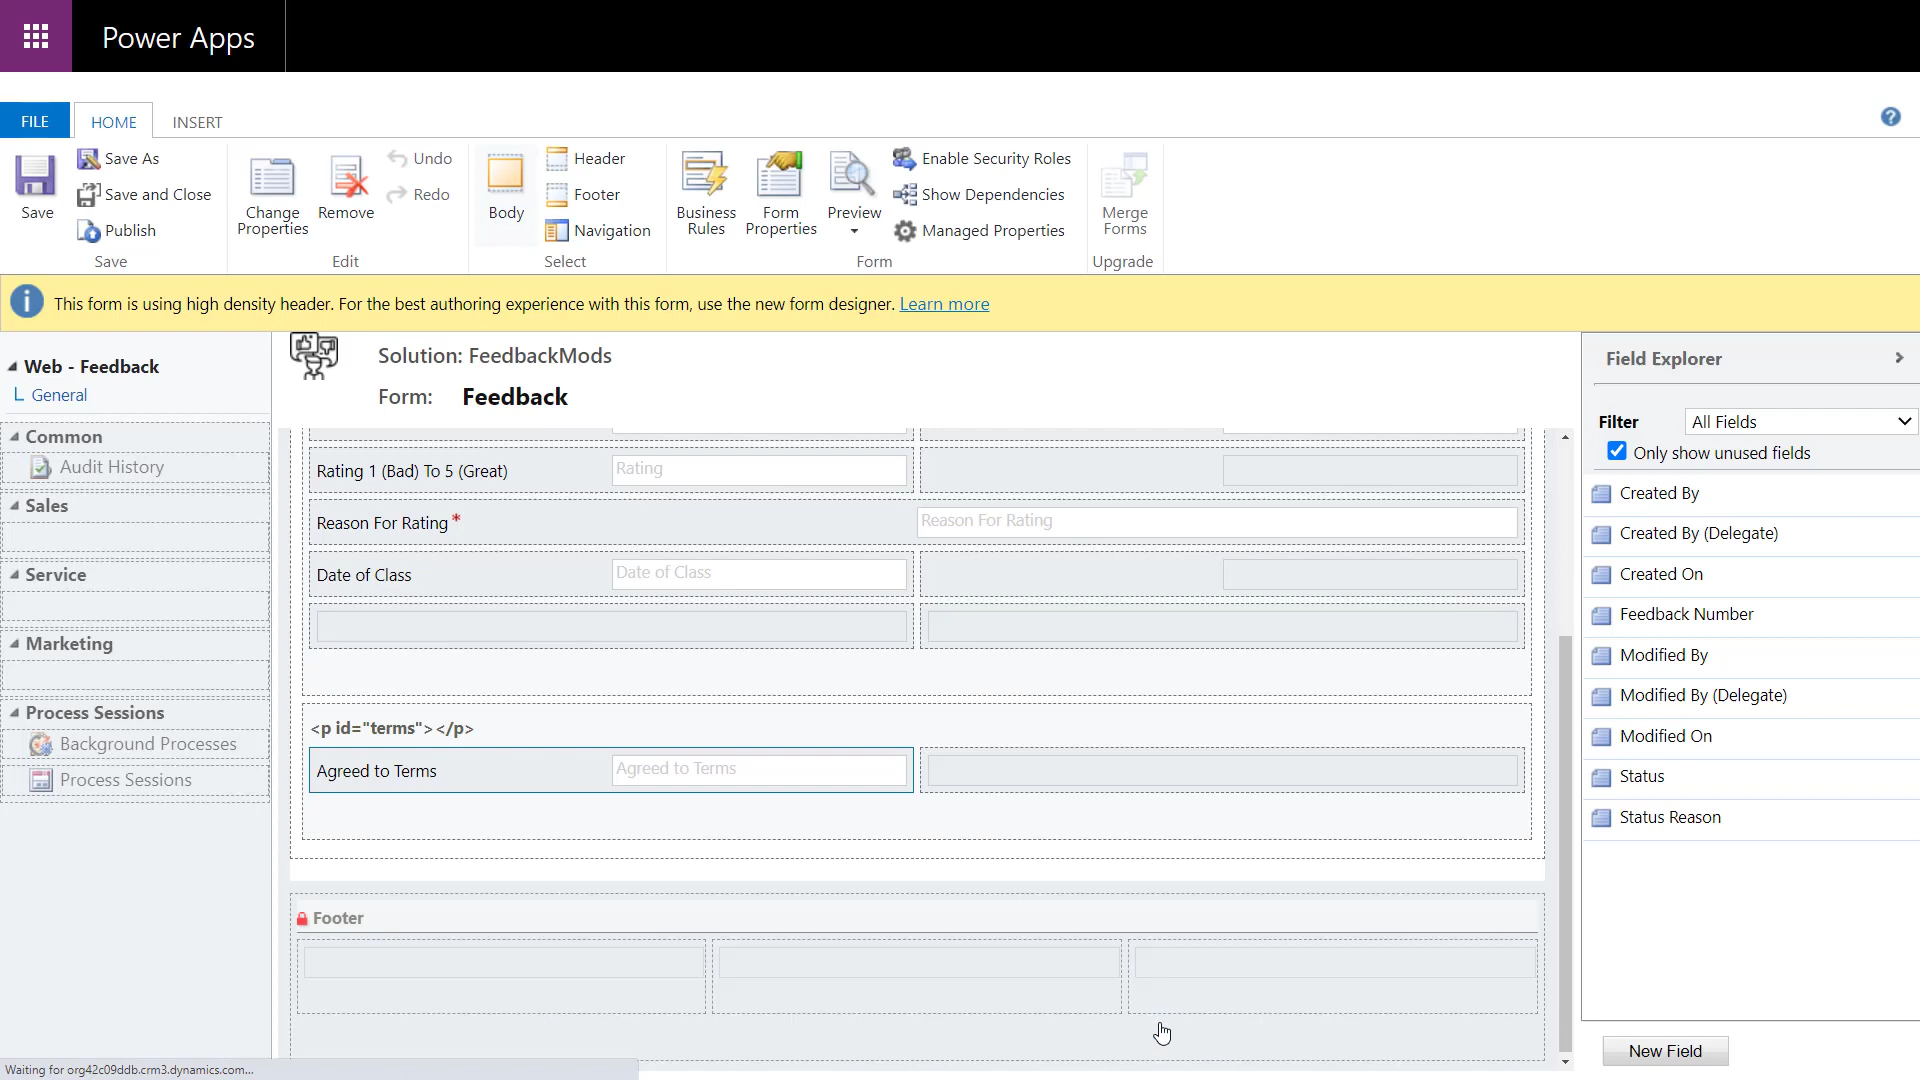 Power Apps
FILE
HOME
INSERT
Save
Save As
Save and Close
Publish
Save
Change Properties
Remove
Undo
Redo
Edit
Body
Header
Footer
Navigation
Select
Business Rules
Form Properties
Preview
Enable Security Roles
Show Dependencies
Managed Properties
Form
Merge Forms
Upgrade
This form is using high density header. For the best authoring experience with this form, use the new form designer. Learn more
Web - Feedback
General
Common
Audit History
Sales
Service
Marketing
Process Sessions
Background Processes
Process Sessions
Solution: FeedbackMods
Form: Feedback
Rating 1 (Bad) To 5 (Great) Rating
Reason For Rating* Reason For Rating
Date of Class Date of Class
<p id="terms"></p>
Agreed to Terms Agreed to Terms
Footer
Field Explorer
Filter All Fields
Only show unused fields
Created By
Created By (Delegate)
Created On
Feedback Number
Modified By
Modified By (Delegate)
Modified On
Status
Status Reason
New Field
Waiting for org42c09ddb.crm3.dynamics.com...